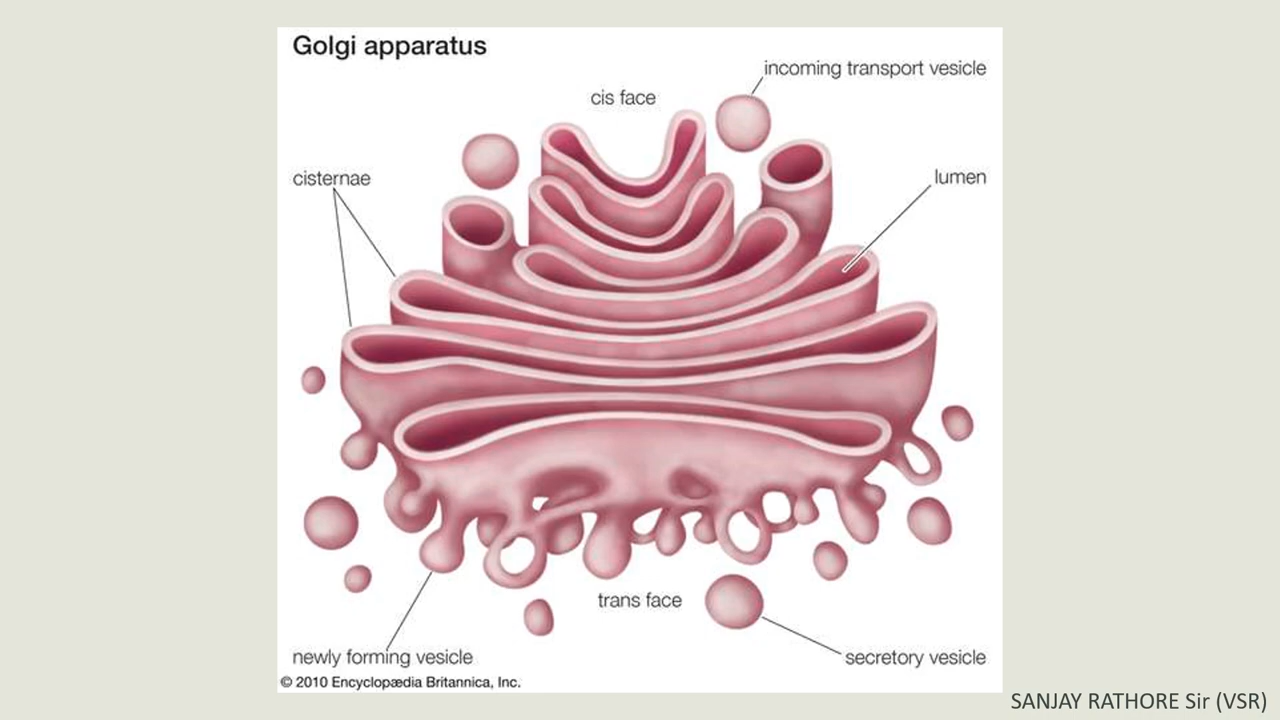 Golgi apparatus
incoming transport vesicle
cis face
cisternae
lumen
trans face
newly forming vesicle
secretory vesicle
© 2010 Encyclopædia Britannica, Inc.
SANJAY RATHORE Sir (VSR)